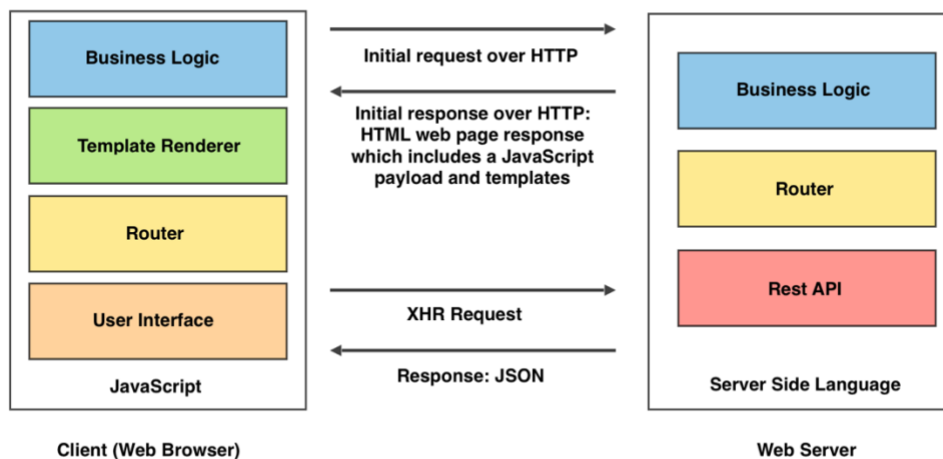 Business Logic
Template Renderer
Router
User Interface
JavaScript
Client (Web Browser)
Initial request over HTTP
Initial response over HTTP:
HTML web page response
which includes a JavaScript
payload and templates
XHR Request
Response: JSON
Business Logic
Router
Rest API
Server Side Language
Web Server